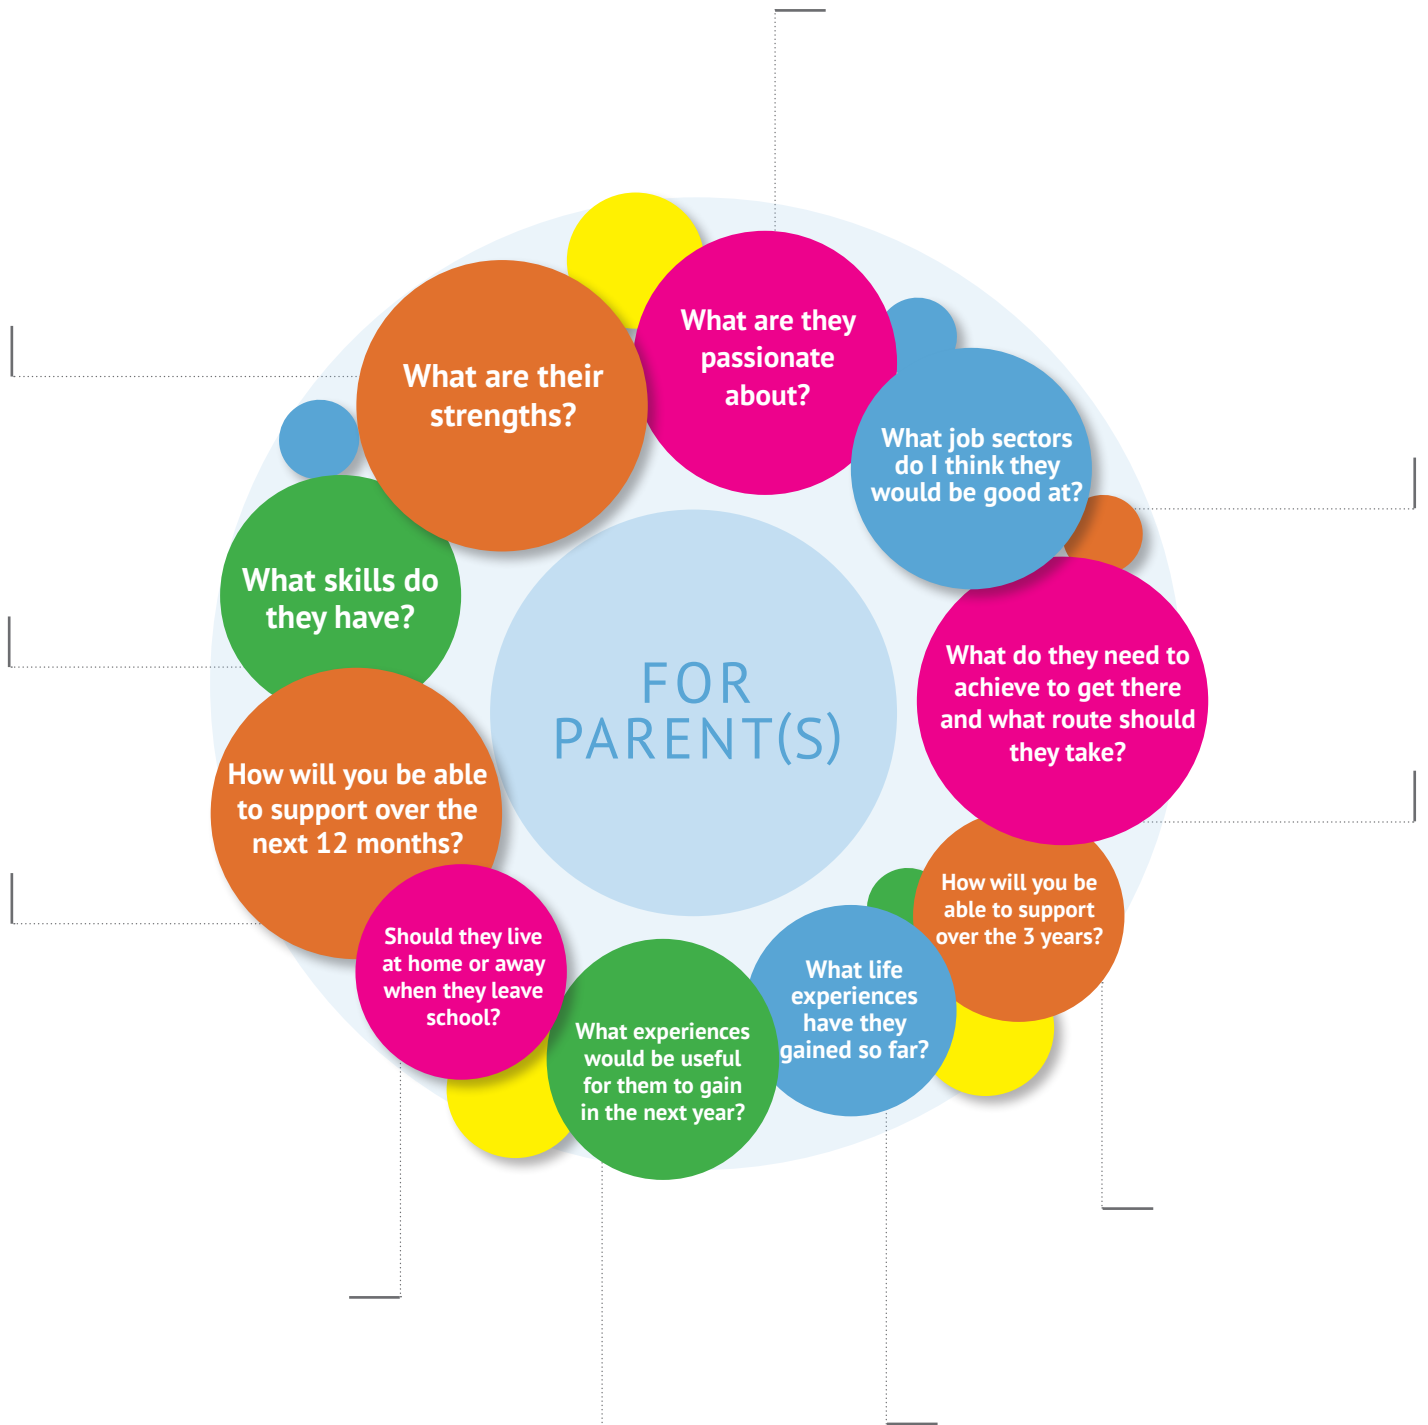 What are they
passionate
about?
What are their
strengths?
What job sectors
do I think they
would be good at?
What skills do
they have?
FOR
PARENT(S)
What do they need to
achieve to get there
and what route should
they take?
How will you be able
to support over the
next 12 months?
How will you be
able to support
over the 3 years?
Should they live
at home or away
when they leave
school?
What life
experiences
have they
gained so far?
What experiences
would be useful
for them to gain
in the next year?